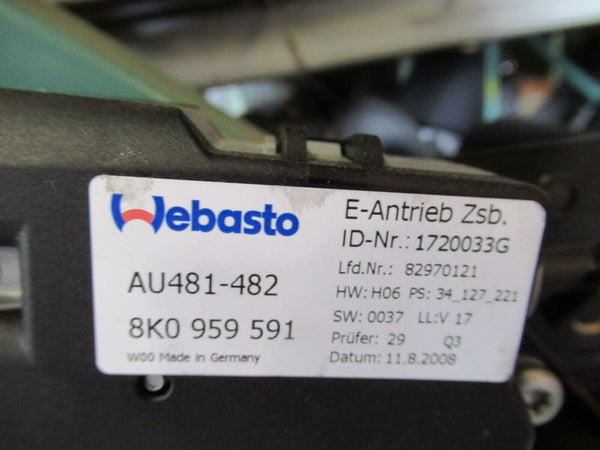 Webasto
AU481-482
8K0 959 591
W00 Made in Germany
E-Antrieb Zsb.
ID-Nr.: 1720033G
Lfd.Nr.: 82970121
HW: H06 PS: 34_127_221
SW: 0037 LL:V 17
Prüfer: 29 Q3
Datum: 11.8.2008